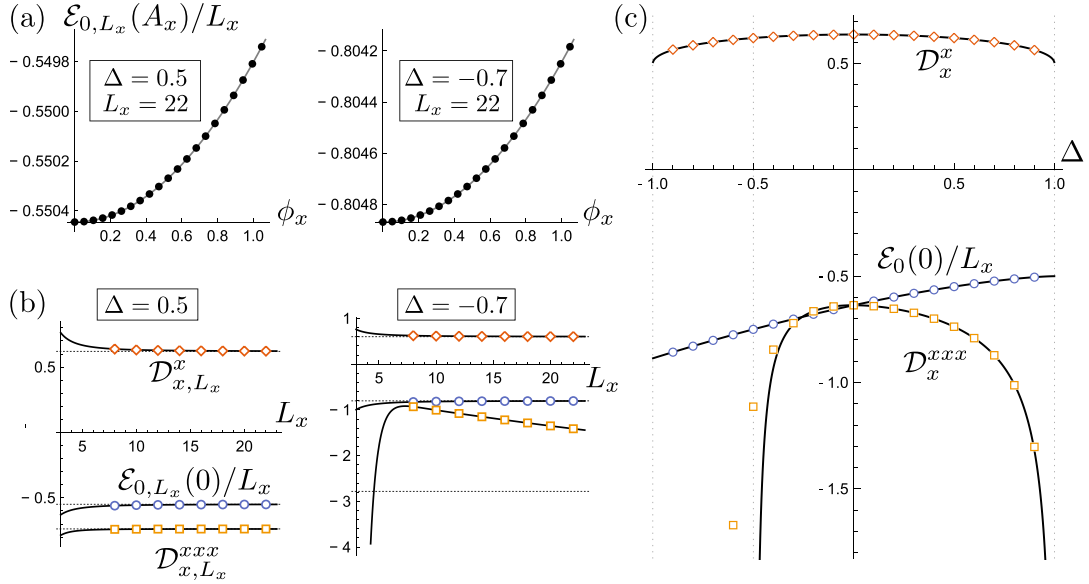 (a)
𝓔₀,Lₓ(Aₓ)/Lₓ
− 0.5498
− 0.5500
− 0.5502
− 0.5504
Δ = 0.5
Lₓ = 22
0.2 0.4 0.6 0.8 1.0
ϕₓ
− 0.8042
− 0.8044
− 0.8046
− 0.8048
Δ = −0.7
Lₓ = 22
0.2 0.4 0.6 0.8 1.0
ϕₓ
(b)
Δ = 0.5
0.5
𝓓ˣₓ,Lₓ
Lₓ
5 10 15 20
𝓔₀,Lₓ(0)/Lₓ
− 0.5
𝓓ˣˣˣₓ,Lₓ
Δ = −0.7
1
Lₓ
5 10 15 20
− 1
− 2
− 3
− 4
(c)
0.5
𝓓ˣₓ
Δ
- 1.0 −0.5 0.5 1.0
𝓔₀(0)/Lₓ
- 0.5
𝓓ˣˣˣₓ
- 1.0
-1.5